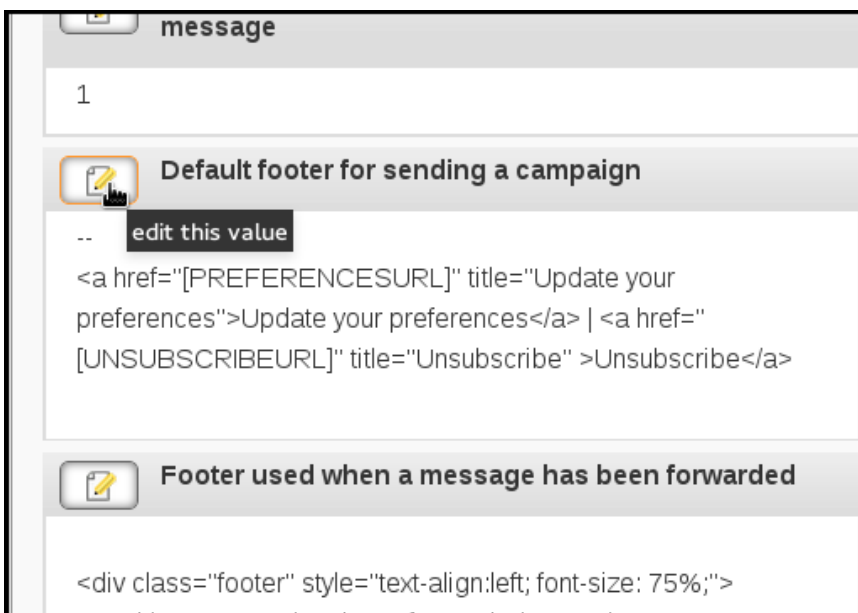 message
1
Default footer for sending a campaign
edit this value
--
<a href="[PREFERENCESURL]" title="Update your
preferences">Update your preferences</a> | <a href="
[UNSUBSCRIBEURL]" title="Unsubscribe" >Unsubscribe</a>
Footer used when a message has been forwarded
<div class="footer" style="text-align:left; font-size: 75%;">